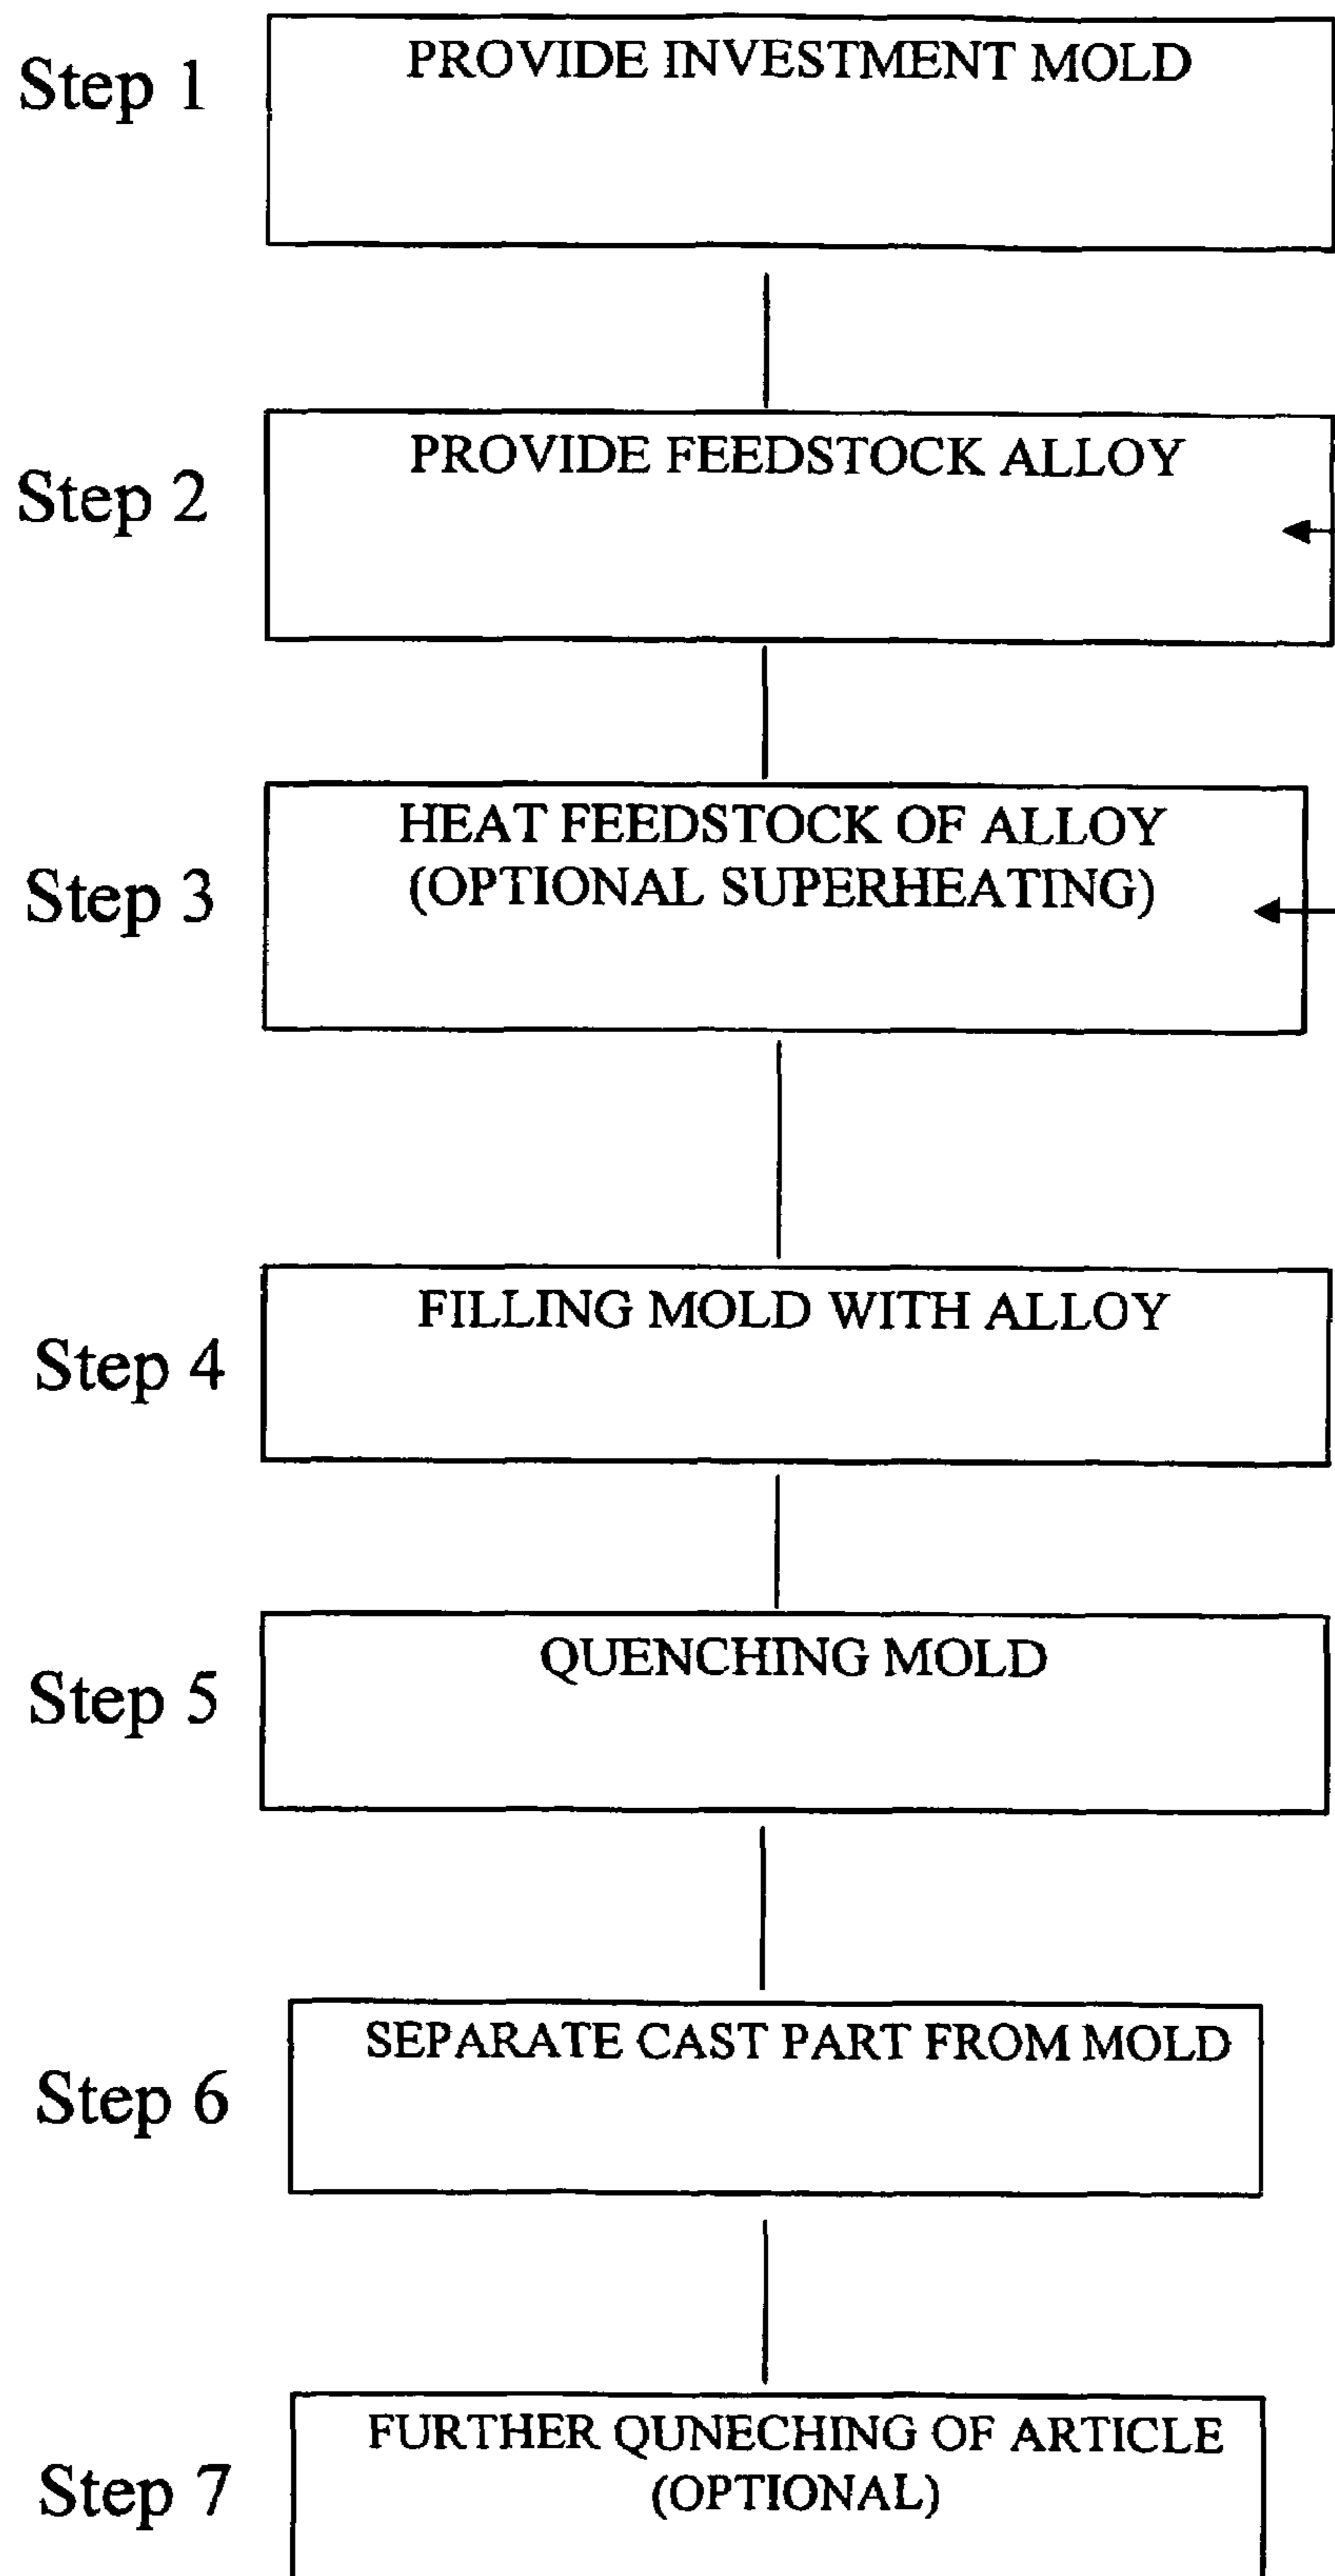 Step 1
PROVIDE INVESTMENT MOLD
Step 2
PROVIDE FEEDSTOCK ALLOY
Step 3
HEAT FEEDSTOCK OF ALLOY
(OPTIONAL SUPERHEATING)
Step 4
FILLING MOLD WITH ALLOY
Step 5
QUENCHING MOLD
Step 6
SEPARATE CAST PART FROM MOLD
Step 7
FURTHER QUNECHING OF ARTICLE
(OPTIONAL)